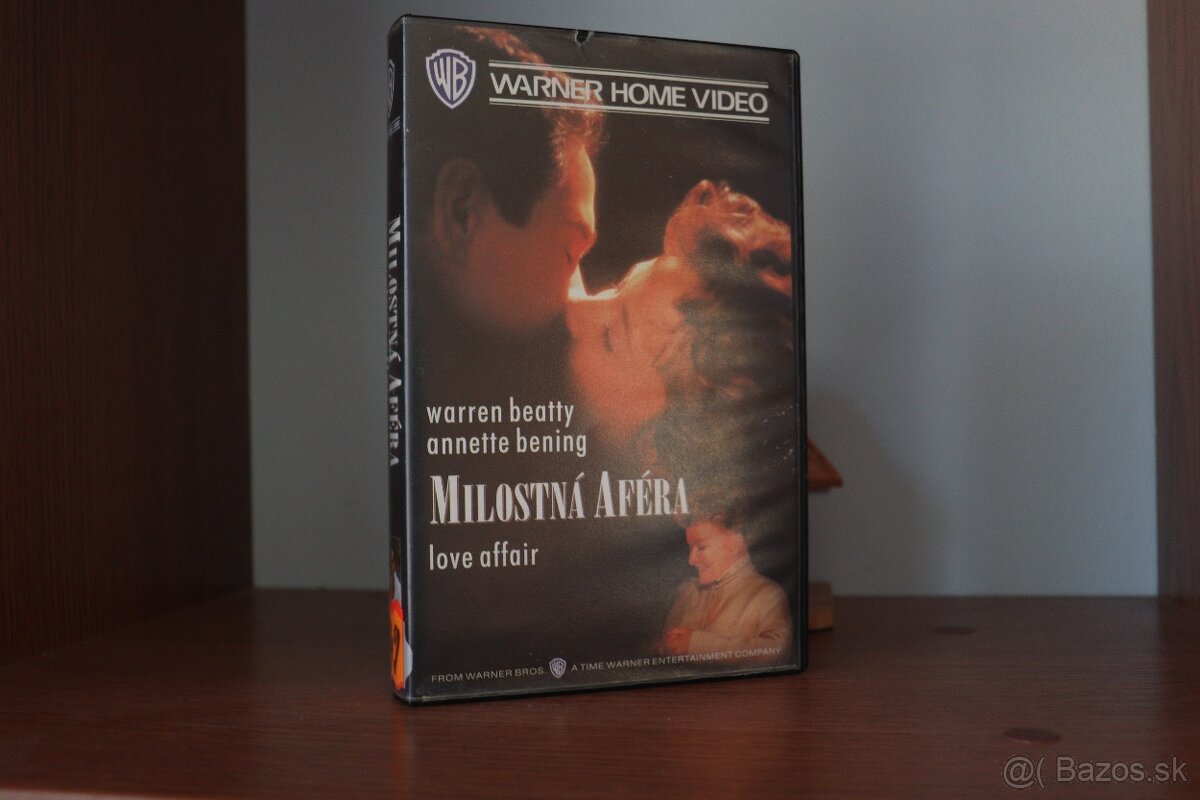 WB
WARNER HOME VIDEO
MILOSTNÁ AFÉRA
warren beatty
annette bening
MILOSTNÁ AFÉRA
love affair
FROM WARNER BROS. WB A TIME WARNER ENTERTAINMENT COMPANY
@( Bazos.sk